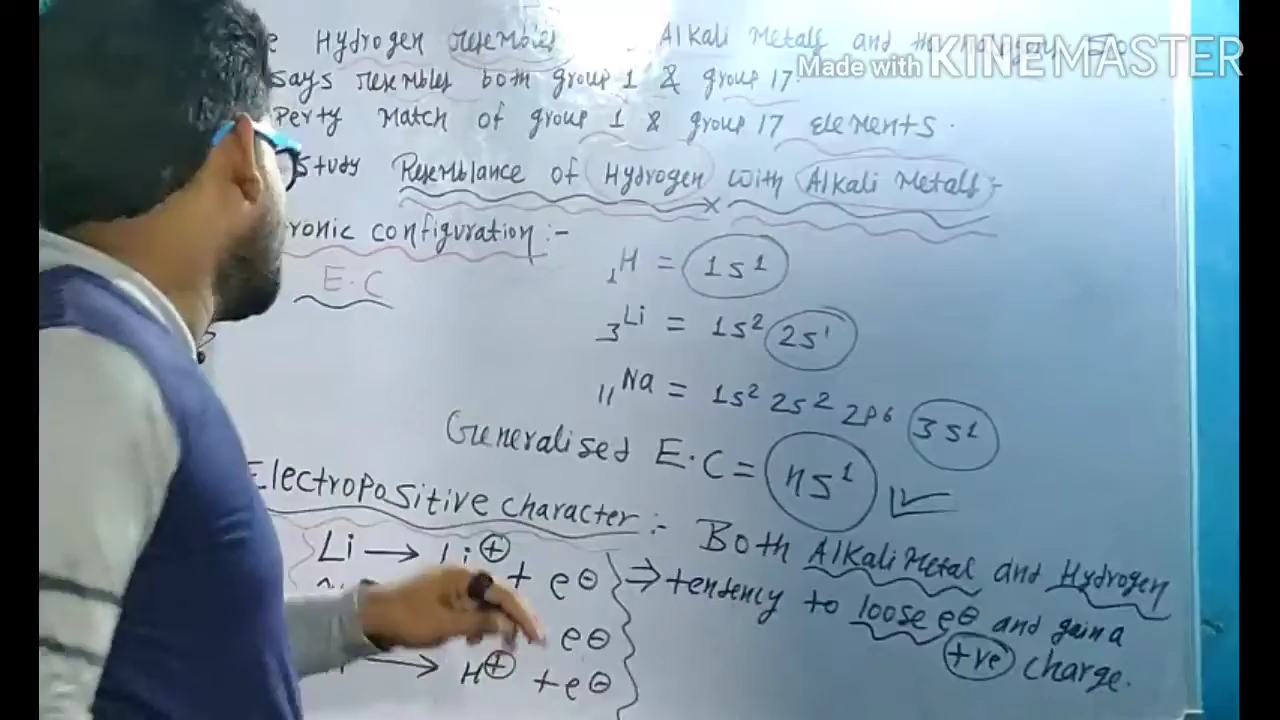 Hydrogen resembles Alkali Metals and the
Made with KINEMASTER
says resembles both group 1 & group 17.
perty match of group 1 & group 17 elements.
study Resemblance of Hydrogen with Alkali Metals :-
ronic configuration :-
E.C
₁H = 1s¹
₃Li = 1s² 2s¹
₁₁Na = 1s² 2s² 2p⁶ 3s¹
Generalised E.C = ns¹
Electropositive character :- Both Alkali Metal and Hydrogen
Li → Li⊕ + e⊖ ⇒ tendency to loose e⊖ and gain a
e⊖ +ve charge.
→ H⊕ + e⊖